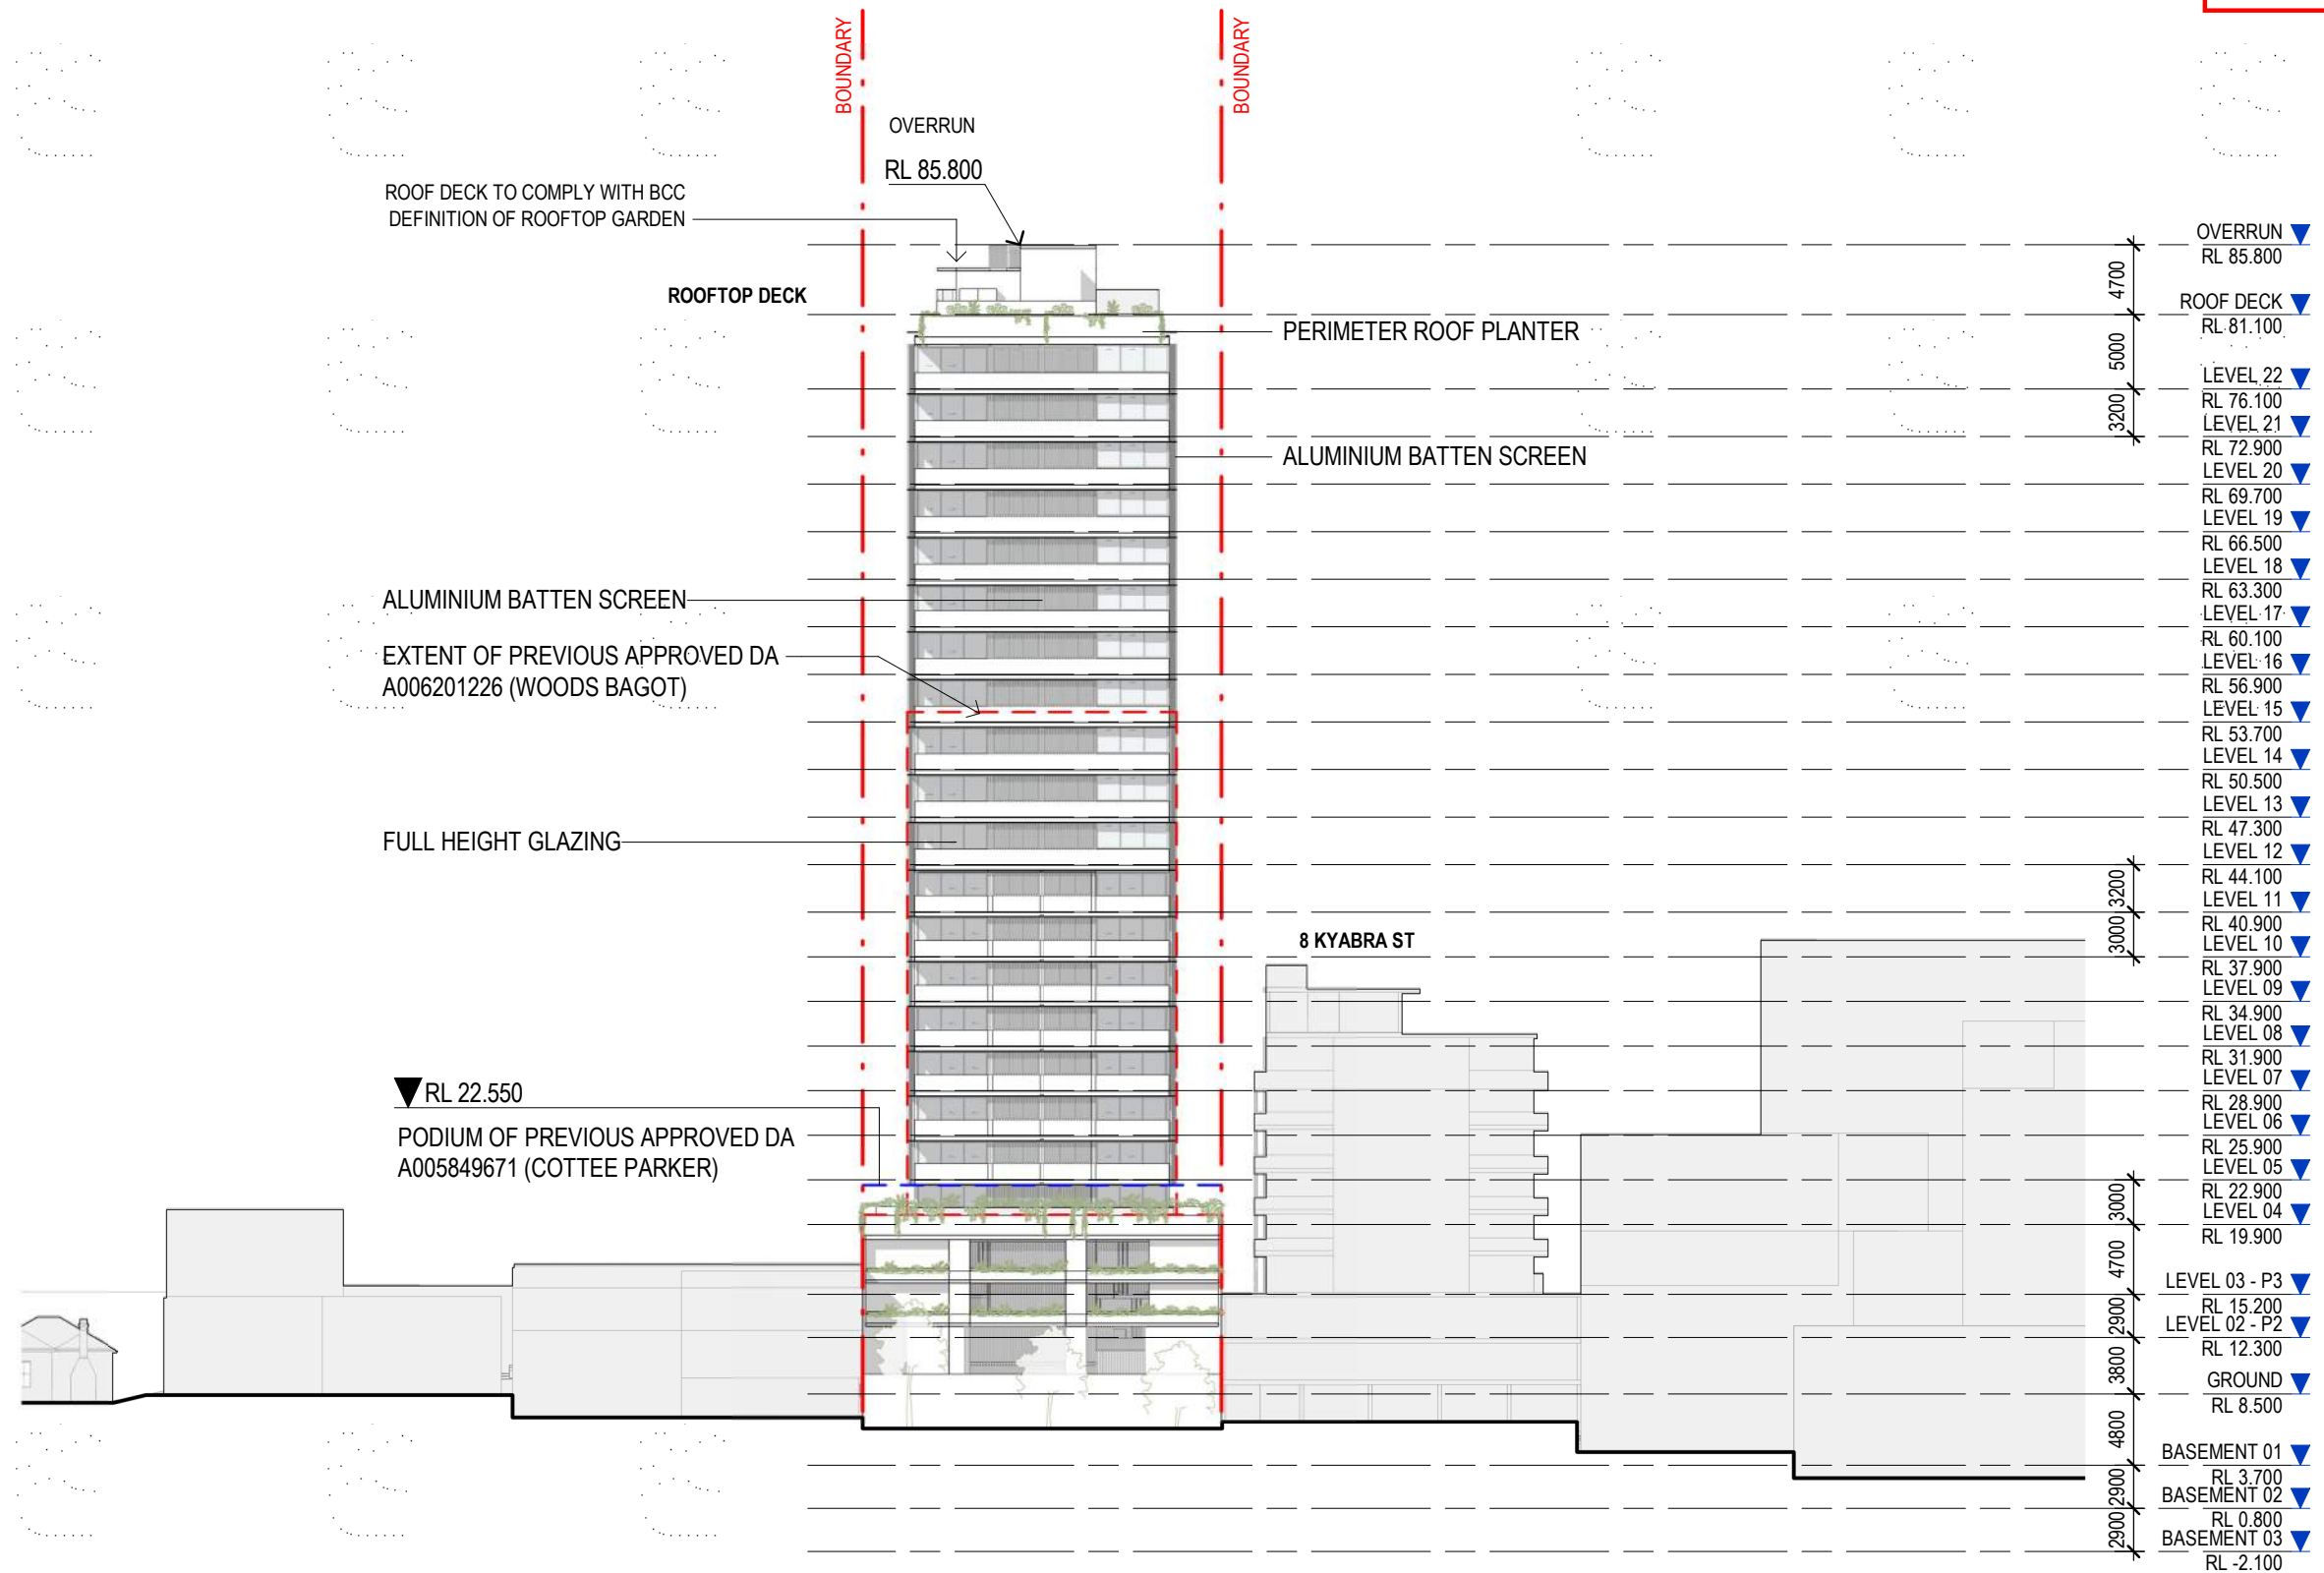 BOUNDARY
BOUNDARY
OVERRUN
RL 85.800
ROOF DECK TO COMPLY WITH BCC
DEFINITION OF ROOFTOP GARDEN
ROOFTOP DECK
PERIMETER ROOF PLANTER
ALUMINIUM BATTEN SCREEN
ALUMINIUM BATTEN SCREEN
EXTENT OF PREVIOUS APPROVED DA
A006201226 (WOODS BAGOT)
FULL HEIGHT GLAZING
8 KYABRA ST
RL 22.550
PODIUM OF PREVIOUS APPROVED DA
A005849671 (COTTEE PARKER)
4700
5000
3200
3200
3000
3000
4700
2900
3800
4800
2900
2900
OVERRUN
RL 85.800
ROOF DECK
RL 81.100
LEVEL 22
RL 76.100
LEVEL 21
RL 72.900
LEVEL 20
RL 69.700
LEVEL 19
RL 66.500
LEVEL 18
RL 63.300
LEVEL 17
RL 60.100
LEVEL 16
RL 56.900
LEVEL 15
RL 53.700
LEVEL 14
RL 50.500
LEVEL 13
RL 47.300
LEVEL 12
RL 44.100
LEVEL 11
RL 40.900
LEVEL 10
RL 37.900
LEVEL 09
RL 34.900
LEVEL 08
RL 31.900
LEVEL 07
RL 28.900
LEVEL 06
RL 25.900
LEVEL 05
RL 22.900
LEVEL 04
RL 19.900
LEVEL 03 - P3
RL 15.200
LEVEL 02 - P2
RL 12.300
GROUND
RL 8.500
BASEMENT 01
RL 3.700
BASEMENT 02
RL 0.800
BASEMENT 03
RL -2.100